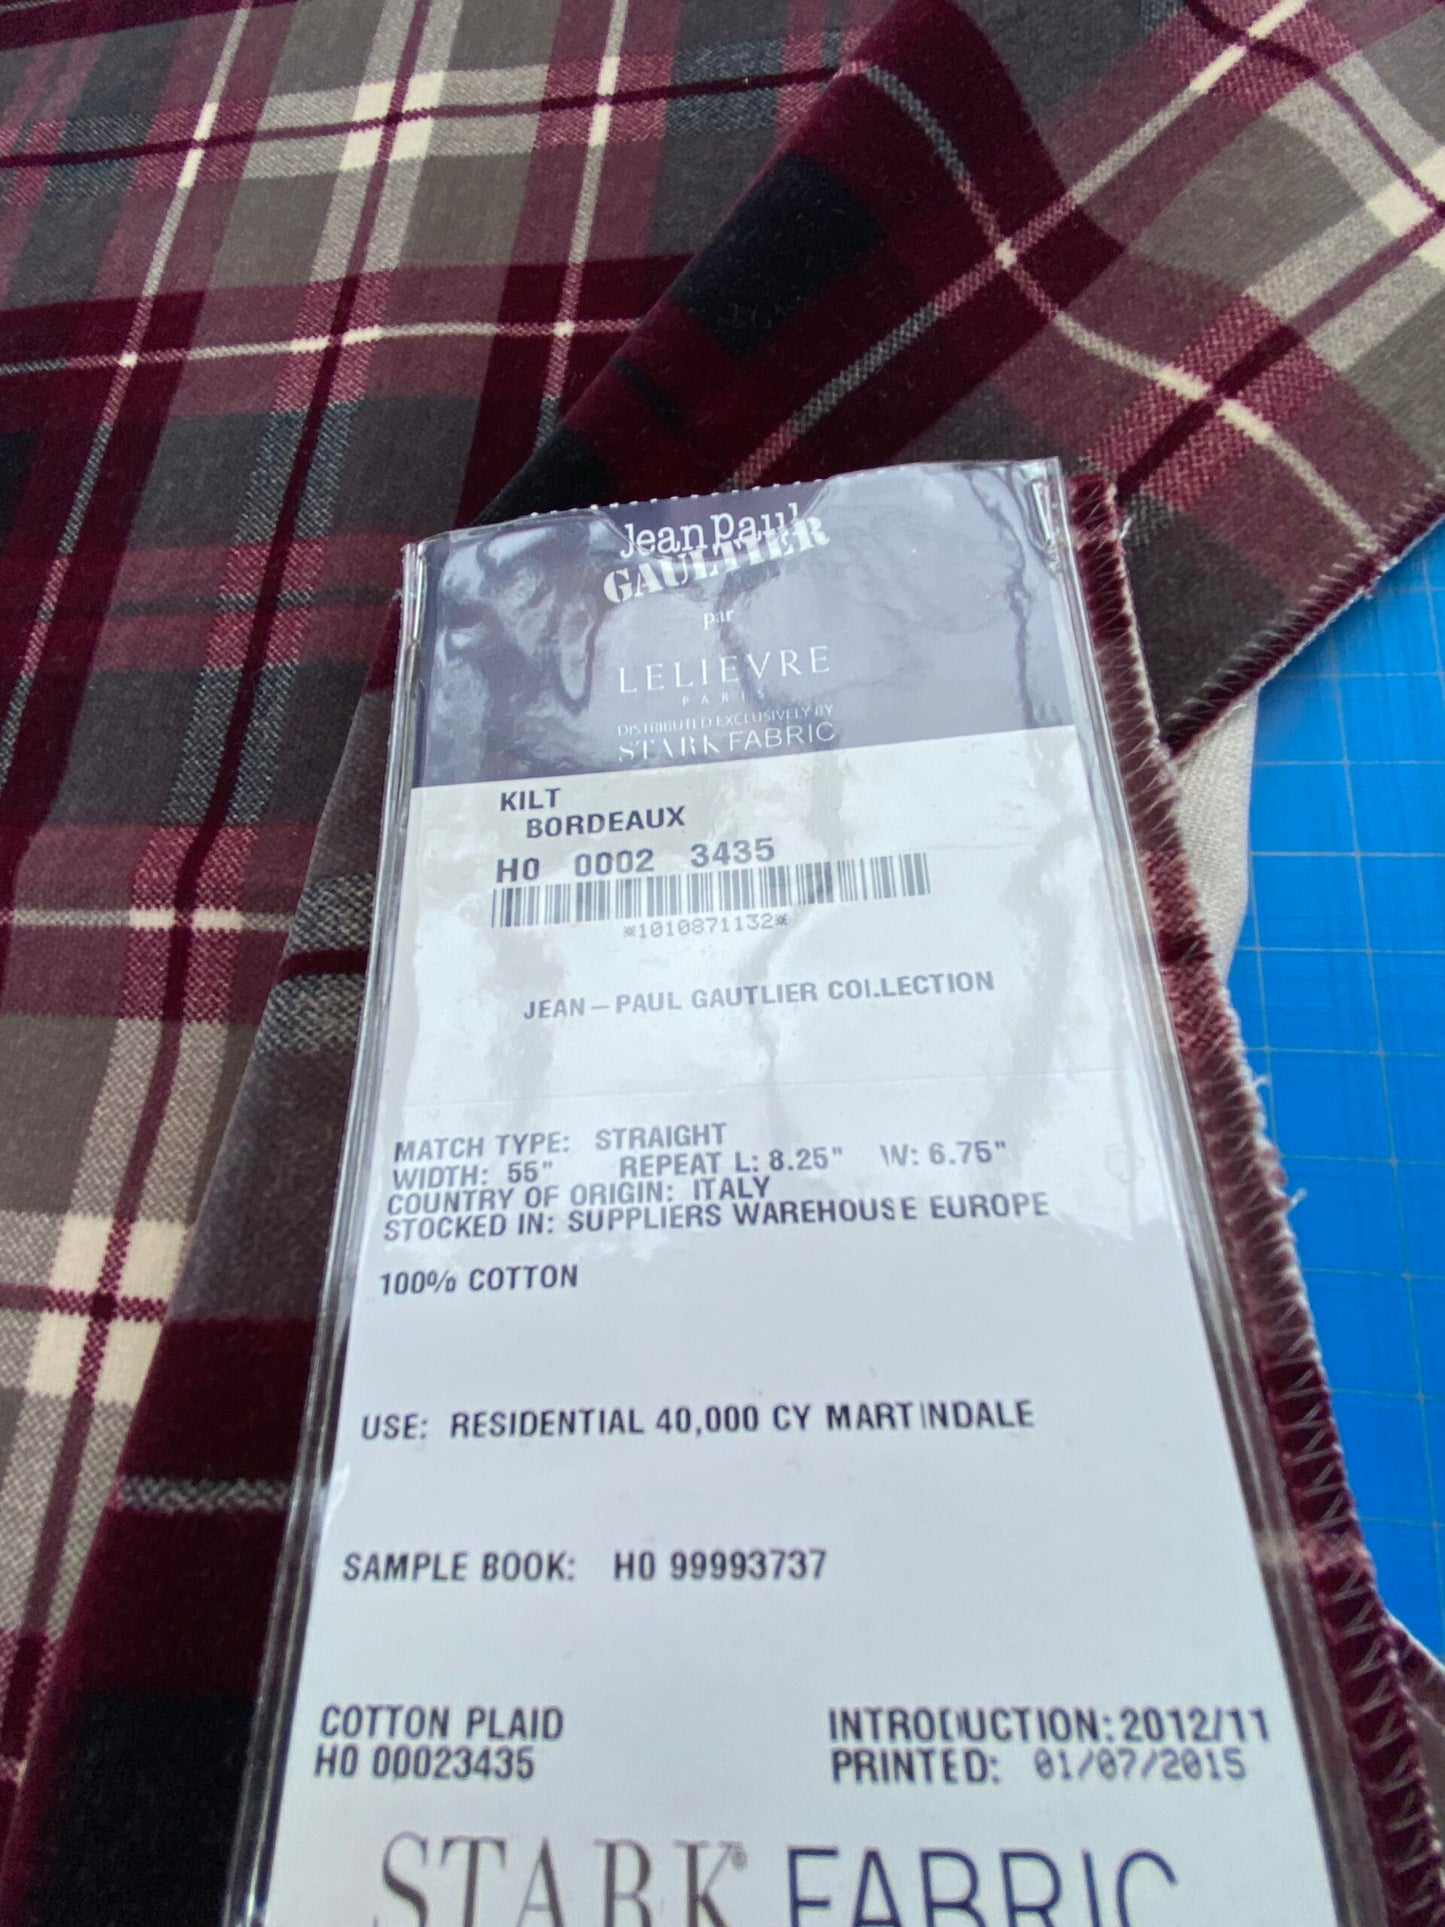 Jean Paul
GAULTIER
par
LELIEVRE
PARIS
DISTRIBUTED EXCLUSIVELY BY
STARK FABRIC
KILT
BORDEAUX
H0 0002 3435
*1010871132*
JEAN-PAUL GAUTLIER COLLECTION
MATCH TYPE: STRAIGHT
WIDTH: 55" REPEAT L: 8.25" W: 6.75"
COUNTRY OF ORIGIN: ITALY
STOCKED IN: SUPPLIERS WAREHOUSE EUROPE
100% COTTON
USE: RESIDENTIAL 40,000 CY MARTINDALE
SAMPLE BOOK: H0 99993737
COTTON PLAID INTRODUCTION: 2012/11
H0 00023435 PRINTED: 01/07/2015
STARK® FABRIC